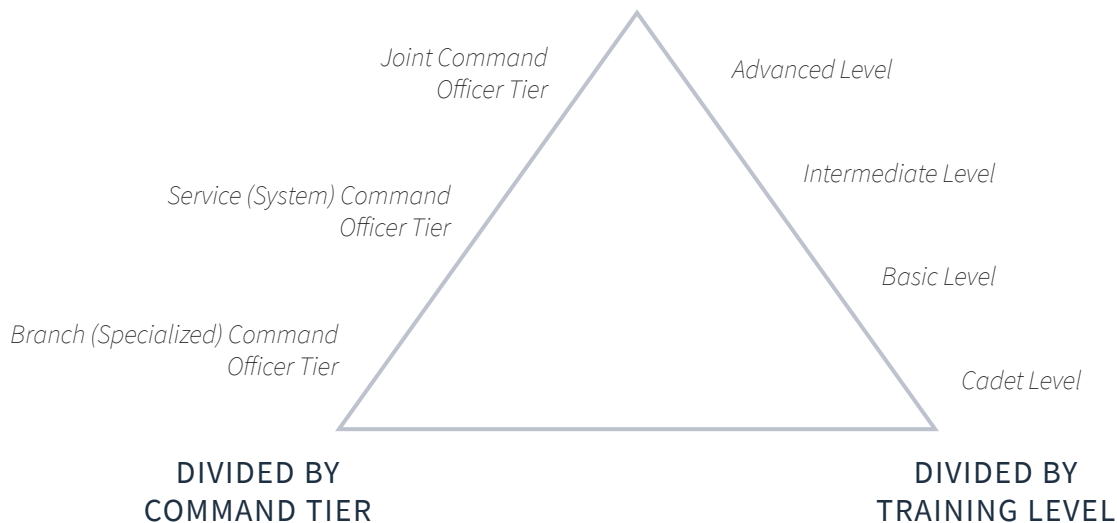 Joint Command
Officer Tier
Advanced Level
Intermediate Level
Service (System) Command
Officer Tier
Basic Level
Branch (Specialized) Command
Officer Tier
Cadet Level
DIVIDED BY
COMMAND TIER
DIVIDED BY
TRAINING LEVEL